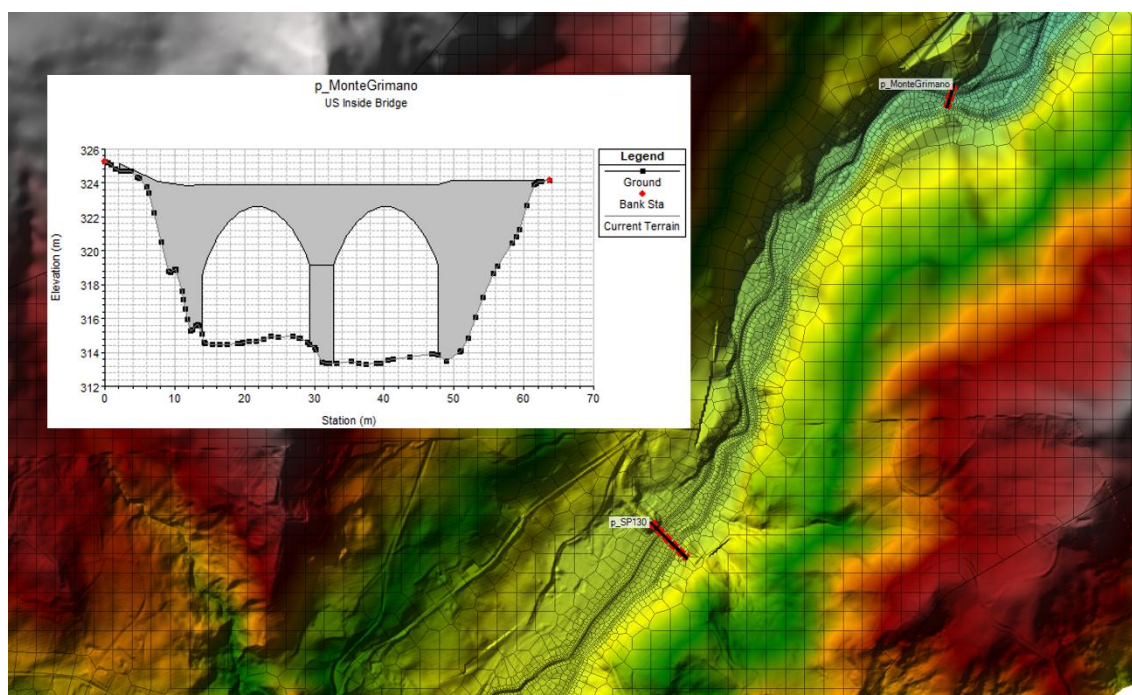 p_MonteGrimano
US Inside Bridge
326
324
322
320
318
316
314
312
Elevation (m)
0
10
20
30
40
50
60
70
Station (m)
Legend
Ground
Bank Sta
Current Terrain
p_MonteGrimano
p_SP130